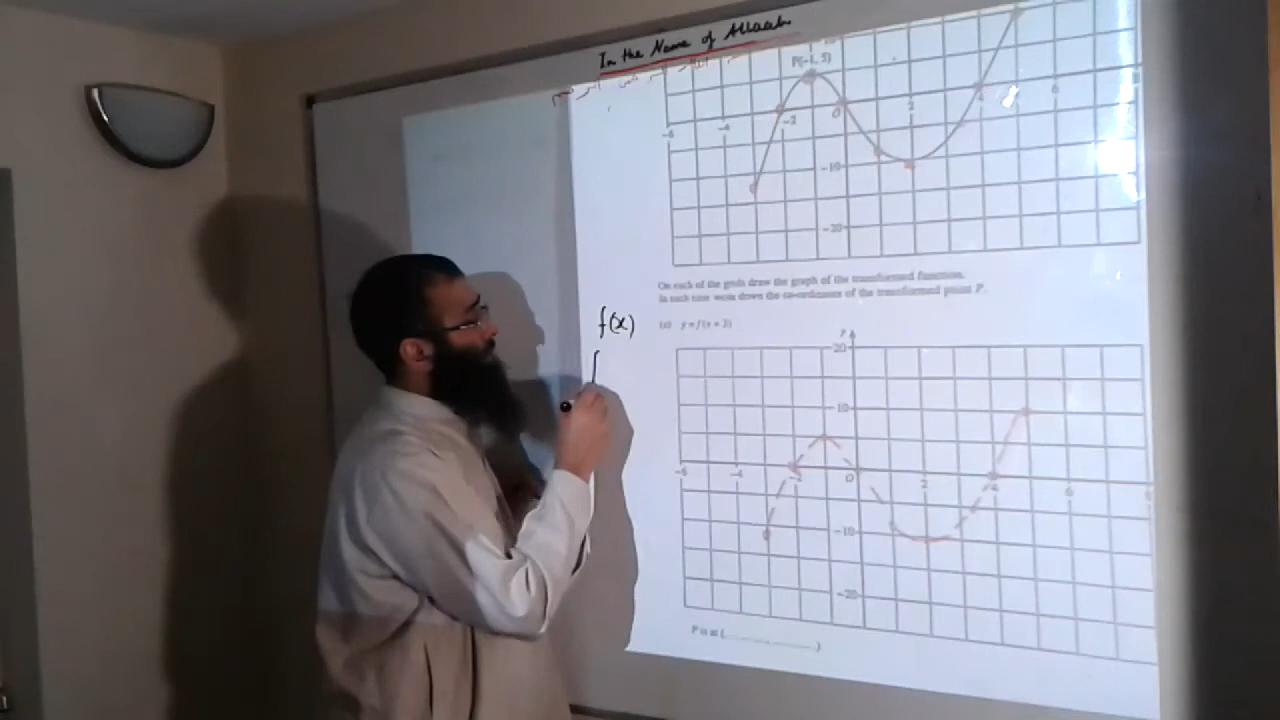 In the Name of Allaah
P(-1, 5)
-6 -4 -2 0 2 4 6
-10
-20
On each of the grids draw the graph of the transformed function.
In each case write down the co-ordinates of the transformed point P.
f(x)
y
20
10
-6 -4 -2 0 2 4 6
-10
-20
P is at (....................)